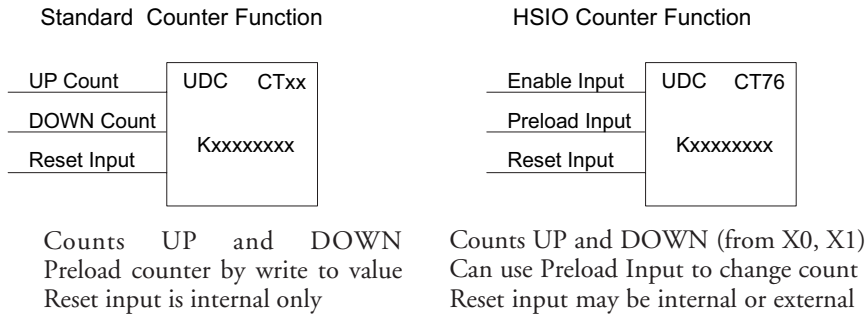 Standard Counter Function
UP Count
DOWN Count
Reset Input
UDC CTxx
Kxxxxxxxx
Counts UP and DOWN
Preload counter by write to value
Reset input is internal only
HSIO Counter Function
Enable Input
Preload Input
Reset Input
UDC CT76
Kxxxxxxxx
Counts UP and DOWN (from X0, X1)
Can use Preload Input to change count
Reset input may be internal or external